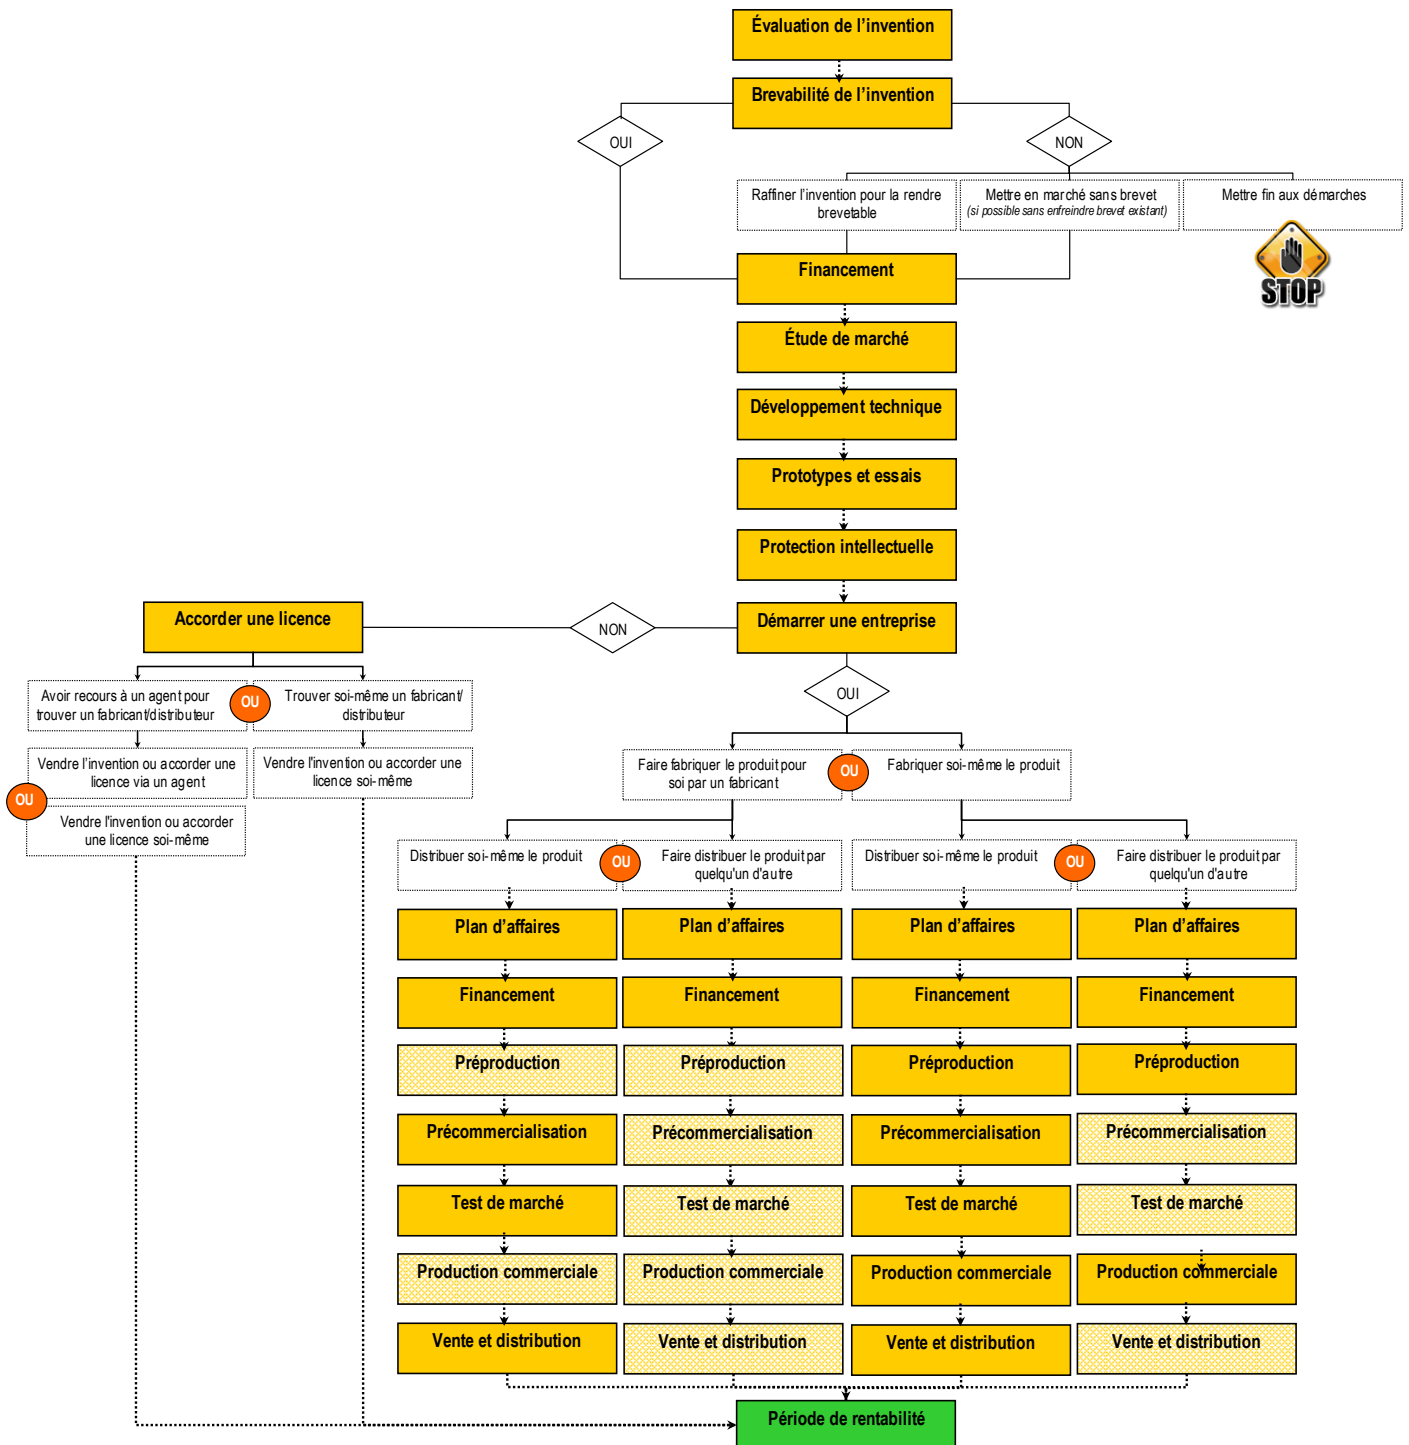 Évaluation de l’invention
Brevabilité de l’invention
OUI
NON
Raffiner l’invention pour la rendre
brevetable
Mettre en marché sans brevet
(si possible sans enfreindre brevet existant)
Mettre fin aux démarches
STOP
Financement
Étude de marché
Développement technique
Prototypes et essais
Protection intellectuelle
Démarrer une entreprise
NON
Accorder une licence
OUI
Avoir recours à un agent pour
trouver un fabricant/distributeur
OU
Trouver soi-même un fabricant/
distributeur
Vendre l’invention ou accorder une
licence via un agent
OU
Vendre l'invention ou accorder
une licence soi-même
Vendre l'invention ou accorder une
licence soi-même
Faire fabriquer le produit pour
soi par un fabricant
OU
Fabriquer soi-même le produit
Distribuer soi-même le produit
OU
Faire distribuer le produit par
quelqu'un d'autre
Distribuer soi-même le produit
OU
Faire distribuer le produit par
quelqu'un d'autre
Plan d’affaires
Plan d’affaires
Plan d’affaires
Plan d’affaires
Financement
Financement
Financement
Financement
Préproduction
Préproduction
Préproduction
Préproduction
Précommercialisation
Précommercialisation
Précommercialisation
Précommercialisation
Test de marché
Test de marché
Test de marché
Test de marché
Production commerciale
Production commerciale
Production commerciale
Production commerciale
Vente et distribution
Vente et distribution
Vente et distribution
Vente et distribution
Période de rentabilité